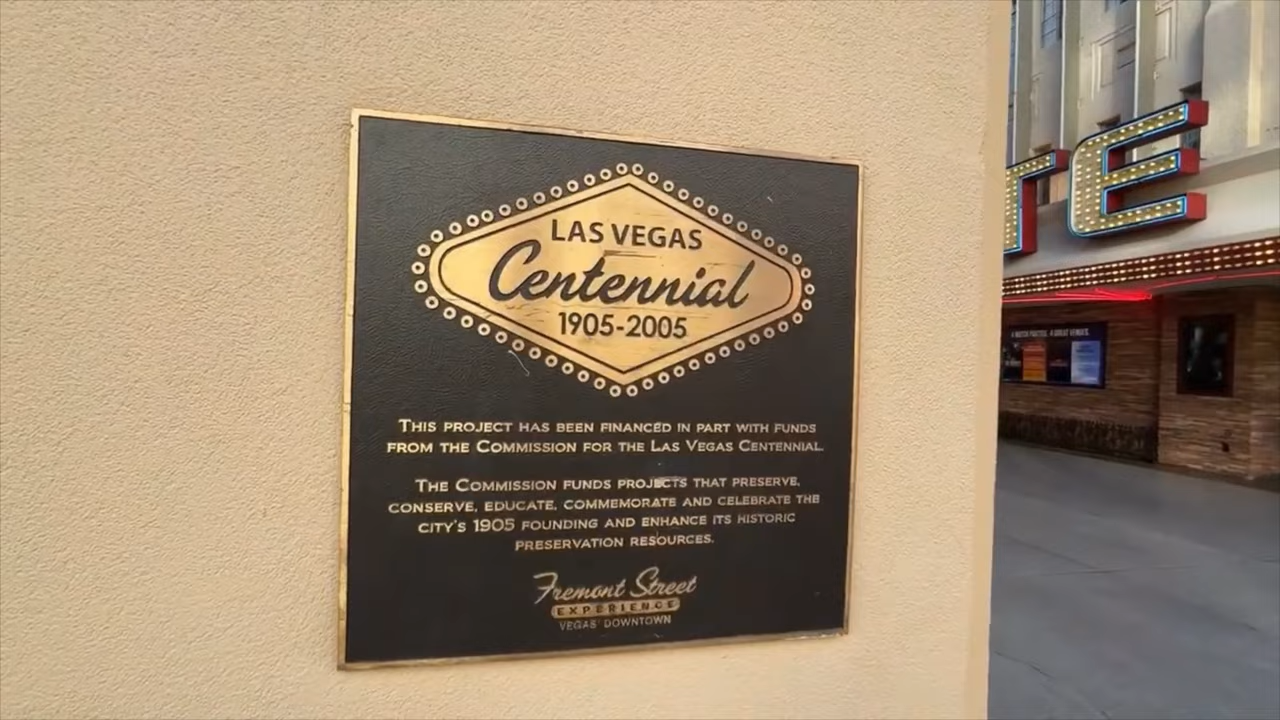 LAS VEGAS
Centennial
1905-2005
THIS PROJECT HAS BEEN FINANCED IN PART WITH FUNDS
FROM THE COMMISSION FOR THE LAS VEGAS CENTENNIAL.
THE COMMISSION FUNDS PROJECTS THAT PRESERVE,
CONSERVE, EDUCATE, COMMEMORATE AND CELEBRATE THE
CITY'S 1905 FOUNDING AND ENHANCE ITS HISTORIC
PRESERVATION RESOURCES.
Fremont Street
EXPERIENCE
VEGAS' DOWNTOWN
TE